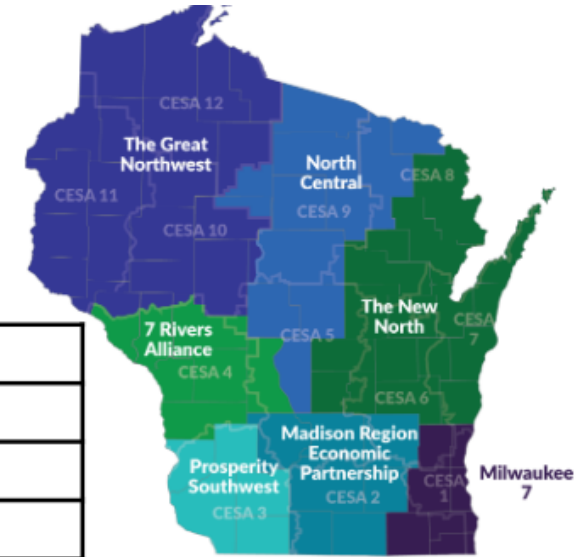 CESA 12
The Great
Northwest
CESA 11
CESA 10
North
Central
CESA 9
CESA 8
The New
North
CESA
7
7 Rivers
Alliance
CESA 4
CESA 5
CESA 6
Madison Region
Economic
Partnership
CESA 2
Prosperity
Southwest
CESA 3
CESA
1
Milwaukee
7